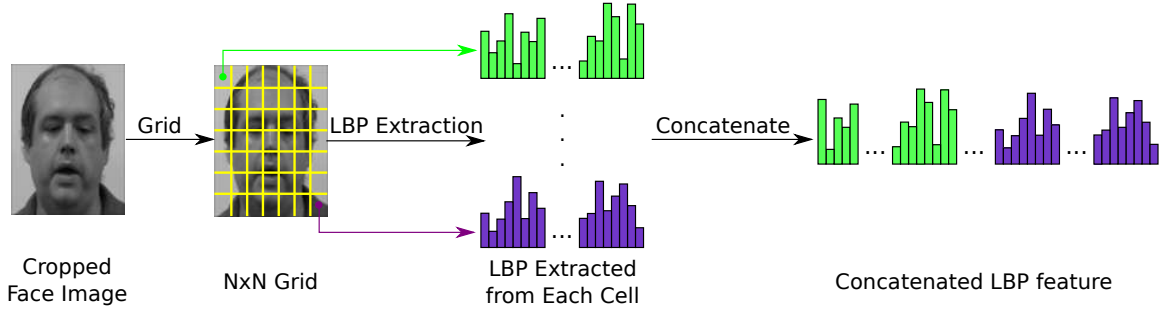 Grid
LBP Extraction
...
...
.
.
.
...
...
Concatenate
... ... ...
Cropped
Face Image
NxN Grid
LBP Extracted
from Each Cell
Concatenated LBP feature